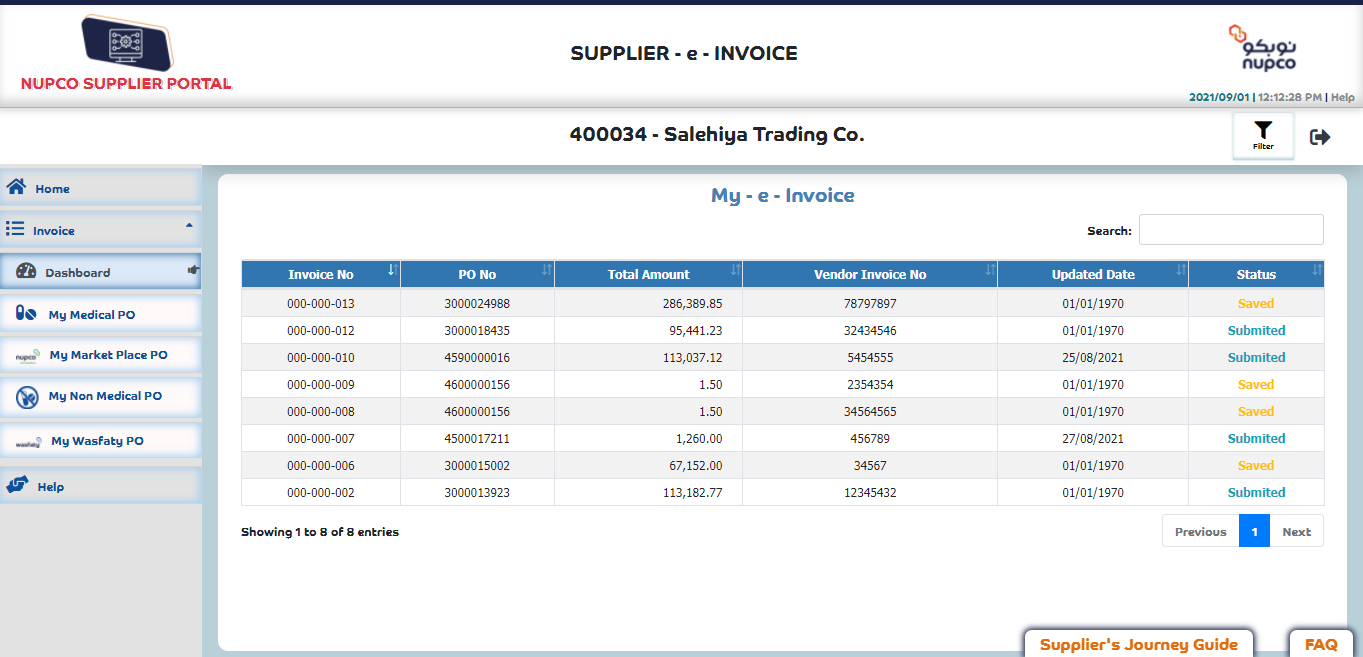 NUPCO SUPPLIER PORTAL
SUPPLIER - e - INVOICE
نوبكو
nupco
2021/09/01 | 12:12:28 PM | Help
400034 - Salehiya Trading Co.
Filter
Home
Invoice
Dashboard
My Medical PO
nupco My Market Place PO
My Non Medical PO
wasfaty My Wasfaty PO
Help
My - e - Invoice
Search:
Invoice No PO No Total Amount Vendor Invoice No Updated Date Status
000-000-013 3000024988 286,389.85 78797897 01/01/1970 Saved
000-000-012 3000018435 95,441.23 32434546 01/01/1970 Submited
000-000-010 4590000016 113,037.12 5454555 25/08/2021 Submited
000-000-009 4600000156 1.50 2354354 01/01/1970 Saved
000-000-008 4600000156 1.50 34564565 01/01/1970 Saved
000-000-007 4500017211 1,260.00 456789 27/08/2021 Submited
000-000-006 3000015002 67,152.00 34567 01/01/1970 Saved
000-000-002 3000013923 113,182.77 12345432 01/01/1970 Submited
Showing 1 to 8 of 8 entries
Previous 1 Next
Supplier's Journey Guide
FAQ